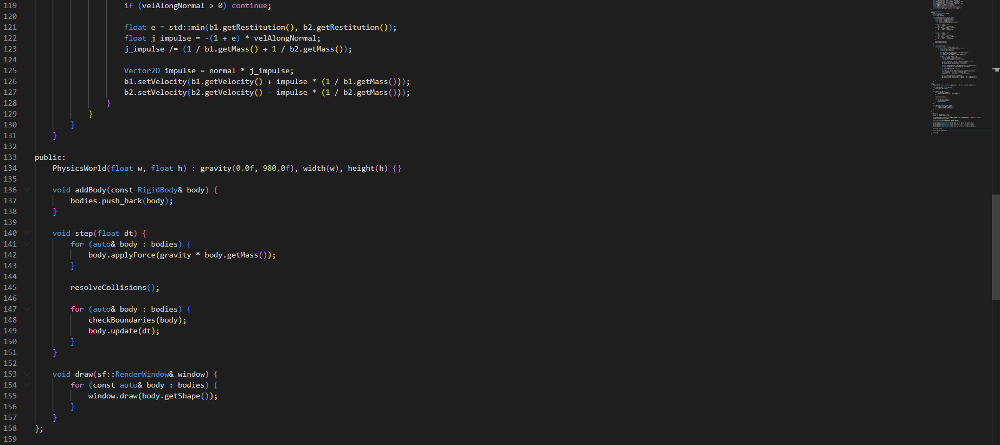 119 if (velAlongNormal > 0) continue;
120
121 float e = std::min(b1.getRestitution(), b2.getRestitution());
122 float j_impulse = -(1 + e) * velAlongNormal;
123 j_impulse /= (1 / b1.getMass() + 1 / b2.getMass());
124
125 Vector2D impulse = normal * j_impulse;
126 b1.setVelocity(b1.getVelocity() + impulse * (1 / b1.getMass()));
127 b2.setVelocity(b2.getVelocity() - impulse * (1 / b2.getMass()));
128 }
129 }
130 }
131 }
132
133 public:
134 PhysicsWorld(float w, float h) : gravity(0.0f, 980.0f), width(w), height(h) {}
135
136 void addBody(const RigidBody& body) {
137 bodies.push_back(body);
138 }
139
140 void step(float dt) {
141 for (auto& body : bodies) {
142 body.applyForce(gravity * body.getMass());
143 }
144
145 resolveCollisions();
146
147 for (auto& body : bodies) {
148 checkBoundaries(body);
149 body.update(dt);
150 }
151 }
152
153 void draw(sf::RenderWindow& window) {
154 for (const auto& body : bodies) {
155 window.draw(body.getShape());
156 }
157 }
158 };
159